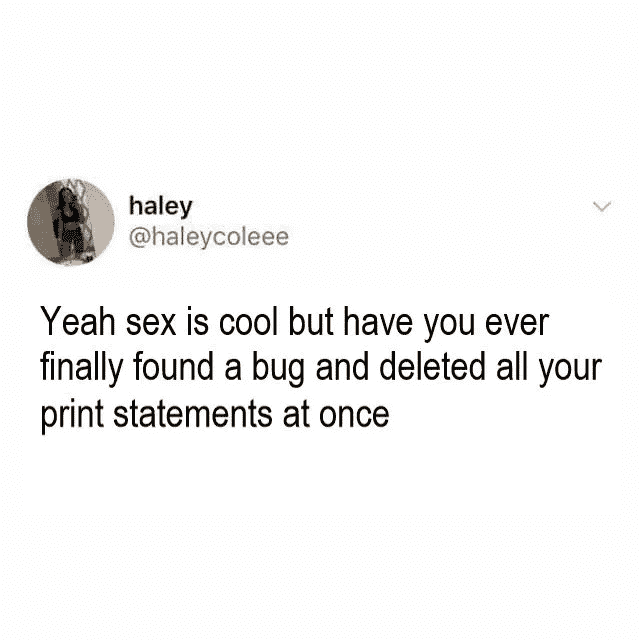 haley
@haleycoleee
Yeah sex is cool but have you ever
finally found a bug and deleted all your
print statements at once